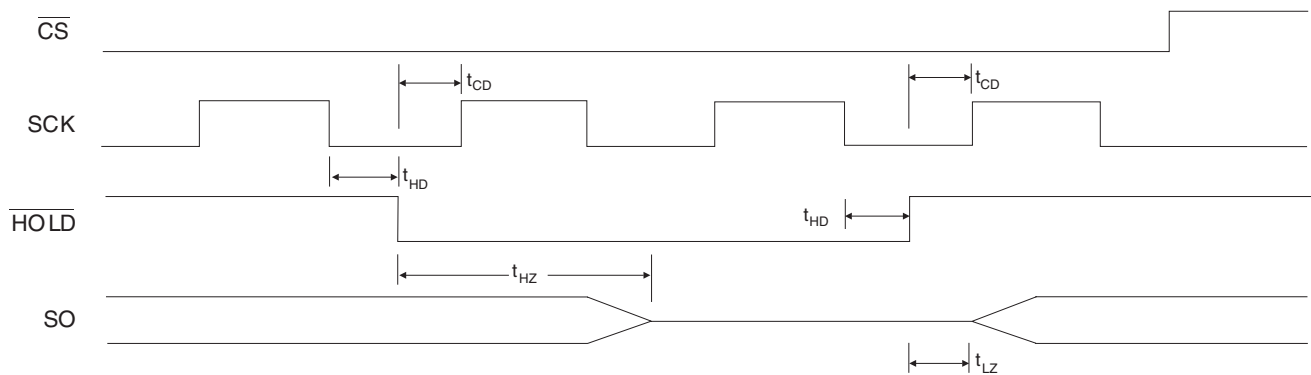 CS
t_CD
t_CD
SCK
t_HD
HOLD
t_HD
t_HZ
SO
t_LZ